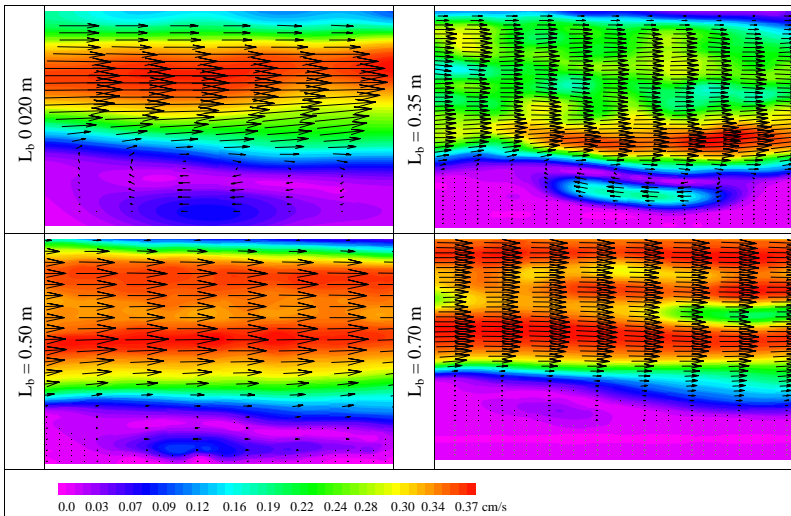 L_b 0 020 m
L_b = 0.35 m
L_b = 0.50 m
L_b = 0.70 m
0.0 0.03 0.07 0.09 0.12 0.16 0.19 0.22 0.24 0.28 0.30 0.34 0.37 cm/s